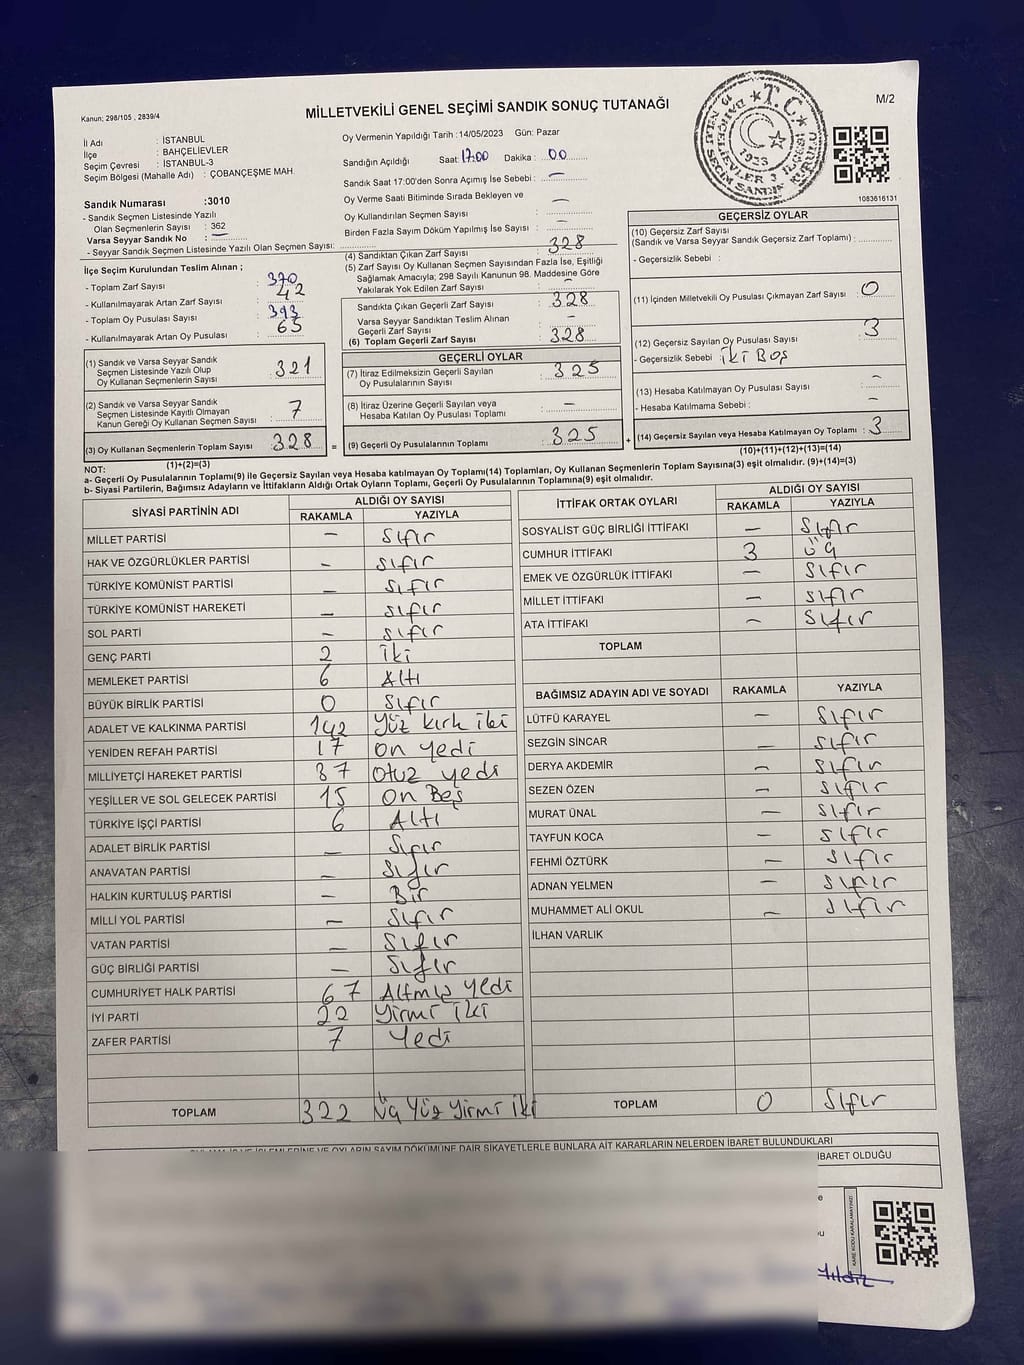 Kanun; 298/105 , 2839/4
MİLLETVEKİLİ GENEL SEÇİMİ SANDIK SONUÇ TUTANAĞI
M/2
İl Adı : İSTANBUL
İlçe : BAHÇELİEVLER
Seçim Çevresi : İSTANBUL-3
Seçim Bölgesi (Mahalle Adı) : ÇOBANÇEŞME MAH.
Sandık Numarası :3010
- Sandık Seçmen Listesinde Yazılı
Olan Seçmenlerin Sayısı : 362
Varsa Seyyar Sandık No : —
- Seyyar Sandık Seçmen Listesinde Yazılı Olan Seçmen Sayısı:
Oy Vermenin Yapıldığı Tarih :14/05/2023 Gün: Pazar
Sandığın Açıldığı Saat: 17:00 Dakika : 00
Sandık Saat 17:00'den Sonra Açımış İse Sebebi : —
Oy Verme Saati Bitiminde Sırada Bekleyen ve
Oy Kullandırılan Seçmen Sayısı : —
Birden Fazla Sayım Döküm Yapılmış İse Sayısı : —
T.C.
1923
1083616131
İlçe Seçim Kurulundan Teslim Alınan ;
- Toplam Zarf Sayısı : 370
- Kullanılmayarak Artan Zarf Sayısı : 42
- Toplam Oy Pusulası Sayısı : 393
- Kullanılmayarak Artan Oy Pusulası : 65
(1) Sandık ve Varsa Seyyar Sandık
Seçmen Listesinde Yazılı Olup
Oy Kullanan Seçmenlerin Sayısı 321
(2) Sandık ve Varsa Seyyar Sandık
Seçmen Listesinde Kayıtlı Olmayan
Kanun Gereği Oy Kullanan Seçmen Sayısı 7
(3) Oy Kullanan Seçmenlerin Toplam Sayısı 328
(1)+(2)=(3)
(4) Sandıktan Çıkan Zarf Sayısı : 328
(5) Zarf Sayısı Oy Kullanan Seçmen Sayısından Fazla İse, Eşitliği
Sağlamak Amacıyla; 298 Sayılı Kanunun 98. Maddesine Göre
Yakılarak Yok Edilen Zarf Sayısı : —
Sandıkta Çıkan Geçerli Zarf Sayısı : 328
Varsa Seyyar Sandıktan Teslim Alınan
Geçerli Zarf Sayısı : —
(6) Toplam Geçerli Zarf Sayısı : 328
GEÇERLİ OYLAR
(7) İtiraz Edilmeksizin Geçerli Sayılan
Oy Pusulalarının Sayısı : 325
(8) İtiraz Üzerine Geçerli Sayılan veya
Hesaba Katılan Oy Pusulası Toplamı : —
= (9) Geçerli Oy Pusulalarının Toplamı : 325
GEÇERSİZ OYLAR
(10) Geçersiz Zarf Sayısı
(Sandık ve Varsa Seyyar Sandık Geçersiz Zarf Toplamı) :
- Geçersizlik Sebebi :
(11) İçinden Milletvekili Oy Pusulası Çıkmayan Zarf Sayısı : 0
(12) Geçersiz Sayılan Oy Pusulası Sayısı : 3
- Geçersizlik Sebebi : iki Boş
(13) Hesaba Katılmayan Oy Pusulası Sayısı : —
- Hesaba Katılmama Sebebi : —
+ (14) Geçersiz Sayılan veya Hesaba Katılmayan Oy Toplamı : 3
(10)+(11)+(12)+(13)=(14)
NOT:
a- Geçerli Oy Pusulalarının Toplamı(9) ile Geçersiz Sayılan veya Hesaba katılmayan Oy Toplamı(14) Toplamları, Oy Kullanan Seçmenlerin Toplam Sayısına(3) eşit olmalıdır. (9)+(14)=(3)
b- Siyasi Partilerin, Bağımsız Adayların ve İttifakların Aldığı Ortak Oyların Toplamı, Geçerli Oy Pusulalarının Toplamına(9) eşit olmalıdır.
SİYASİ PARTİNİN ADI ALDIĞI OY SAYISI
RAKAMLA YAZIYLA
MİLLET PARTİSİ — Sıfır
HAK VE ÖZGÜRLÜKLER PARTİSİ — sıfır
TÜRKİYE KOMÜNİST PARTİSİ — sıfır
TÜRKİYE KOMÜNİST HAREKETİ — sıfır
SOL PARTİ — sıfır
GENÇ PARTİ 2 iki
MEMLEKET PARTİSİ 6 Altı
BÜYÜK BİRLİK PARTİSİ 0 Sıfır
ADALET VE KALKINMA PARTİSİ 142 Yüz kırk iki
YENİDEN REFAH PARTİSİ 17 on yedi
MİLLİYETÇİ HAREKET PARTİSİ 37 Otuz yedi
YEŞİLLER VE SOL GELECEK PARTİSİ 15 On Beş
TÜRKİYE İŞÇİ PARTİSİ 6 Altı
ADALET BİRLİK PARTİSİ — Sıfır
ANAVATAN PARTİSİ — Sıfır
HALKIN KURTULUŞ PARTİSİ — Bir
MİLLİ YOL PARTİSİ — Sıfır
VATAN PARTİSİ — Sıfır
GÜÇ BİRLİĞİ PARTİSİ — Sıfır
CUMHURİYET HALK PARTİSİ 67 Altmış yedi
İYİ PARTİ 22 Yirmi iki
ZAFER PARTİSİ 7 Yedi
TOPLAM 322 Üç Yüz Yirmi iki
İTTİFAK ORTAK OYLARI ALDIĞI OY SAYISI
RAKAMLA YAZIYLA
SOSYALİST GÜÇ BİRLİĞİ İTTİFAKI — Sıfır
CUMHUR İTTİFAKI 3 üç
EMEK VE ÖZGÜRLÜK İTTİFAKI — Sıfır
MİLLET İTTİFAKI — sıfır
ATA İTTİFAKI — Sıfır
TOPLAM
BAĞIMSIZ ADAYIN ADI VE SOYADI RAKAMLA YAZIYLA
LÜTFÜ KARAYEL — Sıfır
SEZGİN SİNCAR — sıfır
DERYA AKDEMİR — Sıfır
SEZEN ÖZEN — Sıfır
MURAT ÜNAL — Sıfır
TAYFUN KOCA — sıfır
FEHMİ ÖZTÜRK — sıfır
ADNAN YELMEN — sıfır
MUHAMMET ALİ OKUL — sıfır
İLHAN VARLIK
TOPLAM 0 Sıfır
DÖKÜMÜNE DAİR ŞİKAYETLERLE BUNLARA AİT KARARLARIN NELERDEN İBARET BULUNDUKLARI
İBARET OLDUĞU
KARE KODU KARALAMAYINIZ!
Yıldız